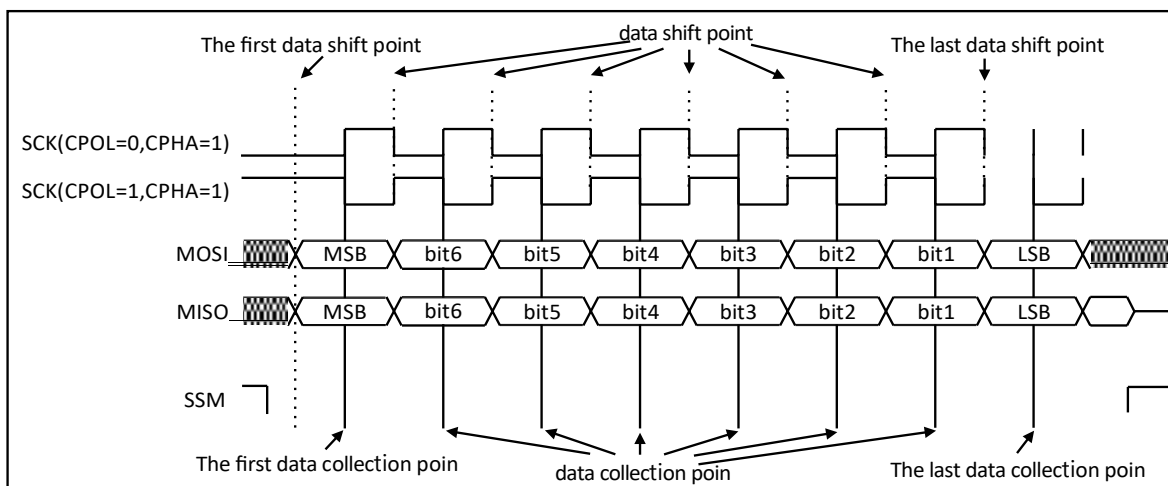 The first data shift point
data shift point
The last data shift point
SCK(CPOL=0,CPHA=1)
SCK(CPOL=1,CPHA=1)
MOSI MSB bit6 bit5 bit4 bit3 bit2 bit1 LSB
MISO MSB bit6 bit5 bit4 bit3 bit2 bit1 LSB
SSM
The first data collection poin
data collection poin
The last data collection poin